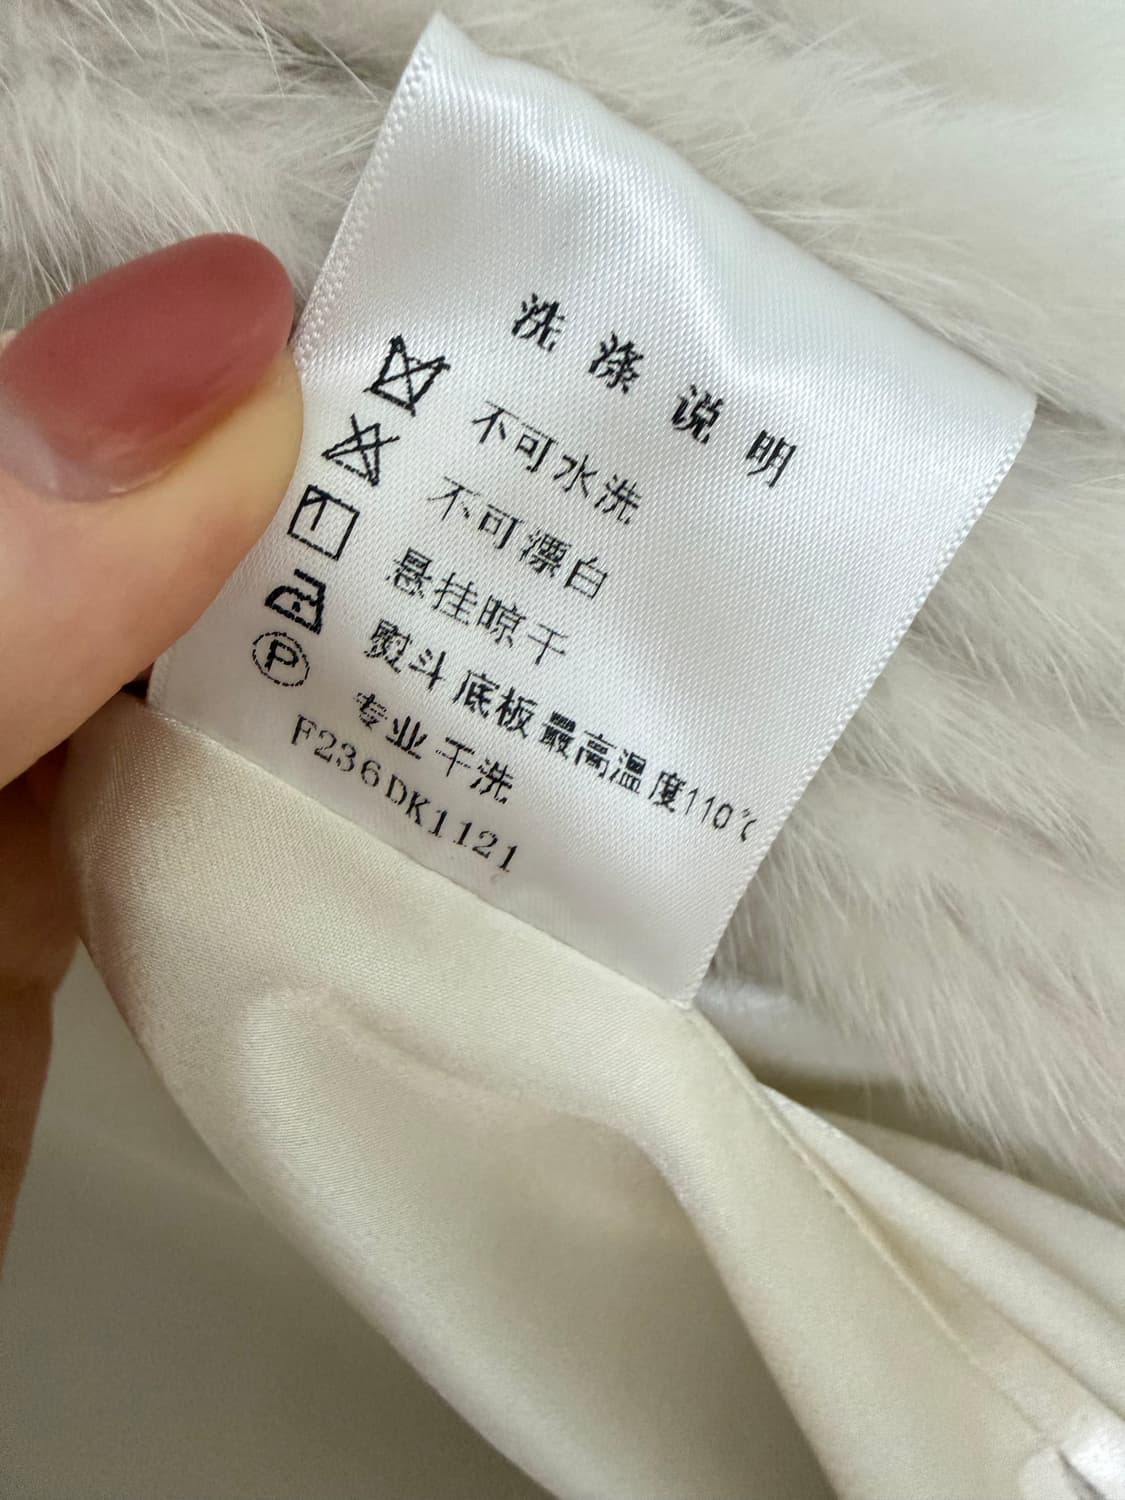 洗涤说明
不可水洗
不可漂白
悬挂晾干
熨斗底板最高温度110℃
P 专业干洗
F236DK1121